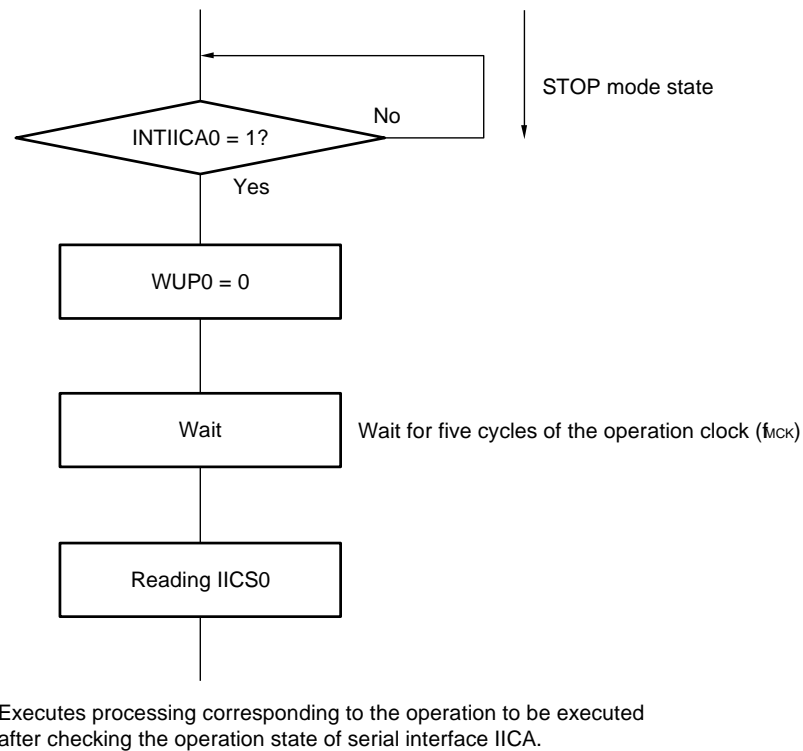 STOP mode state
No
INTIICA0 = 1?
Yes
WUP0 = 0
Wait
Wait for five cycles of the operation clock (fMCK)
Reading IICS0
Executes processing corresponding to the operation to be executed
after checking the operation state of serial interface IICA.